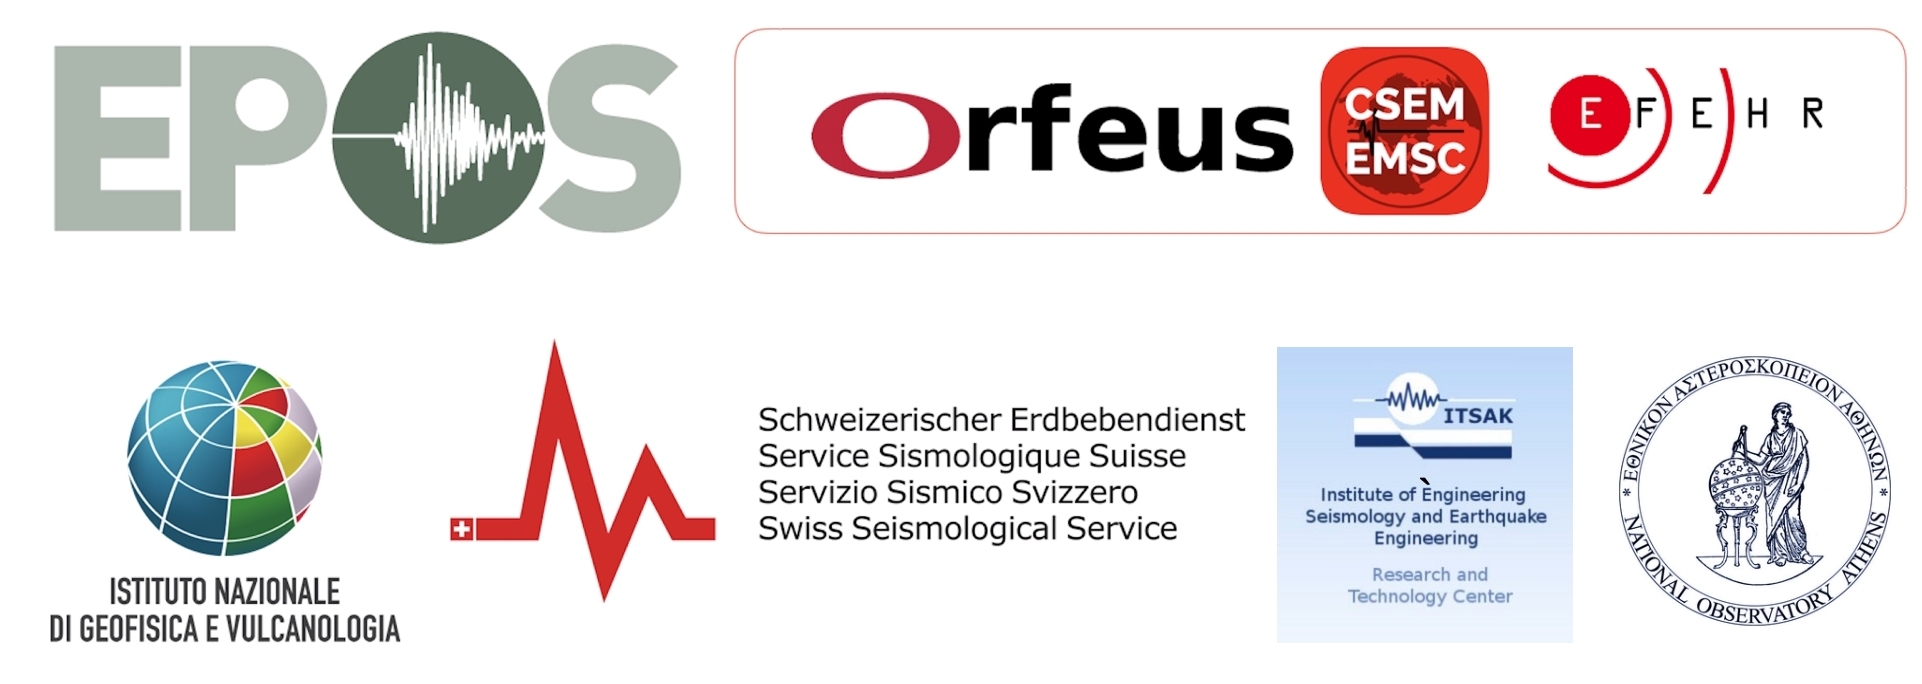 EPOS
Orfeus
CSEM
EMSC
EFEHR
ISTITUTO NAZIONALE
DI GEOFISICA E VULCANOLOGIA
Schweizerischer Erdbebendienst
Service Sismologique Suisse
Servizio Sismico Svizzero
Swiss Seismological Service
ITSAK
Institute of Engineering
Seismology and Earthquake
Engineering
Research and
Technology Center
* ΕΘΝΙΚΟΝ ΑΣΤΕΡΟΣΚΟΠΕΙΟΝ ΑΘΗΝΩΝ *
NATIONAL OBSERVATORY ATHENS